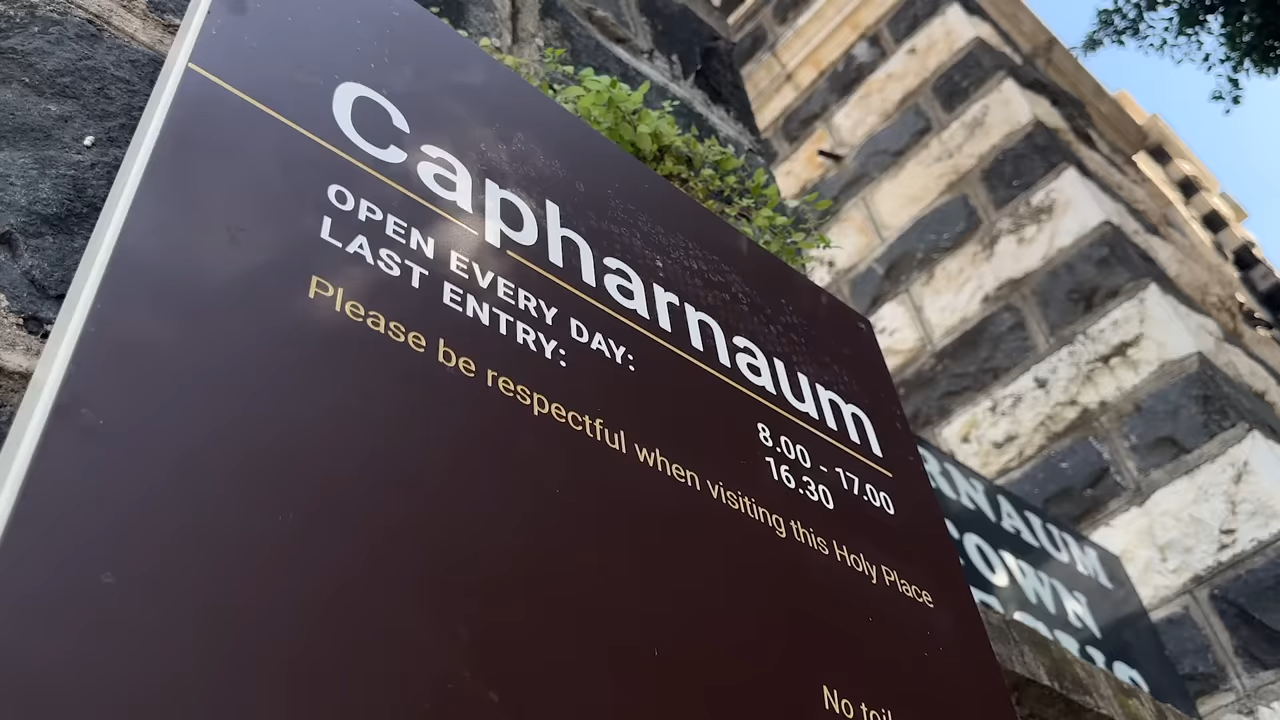 Capharnaum
OPEN EVERY DAY: 8.00 - 17.00
LAST ENTRY: 16.30
Please be respectful when visiting this Holy Place
No
RNAUM
OWN